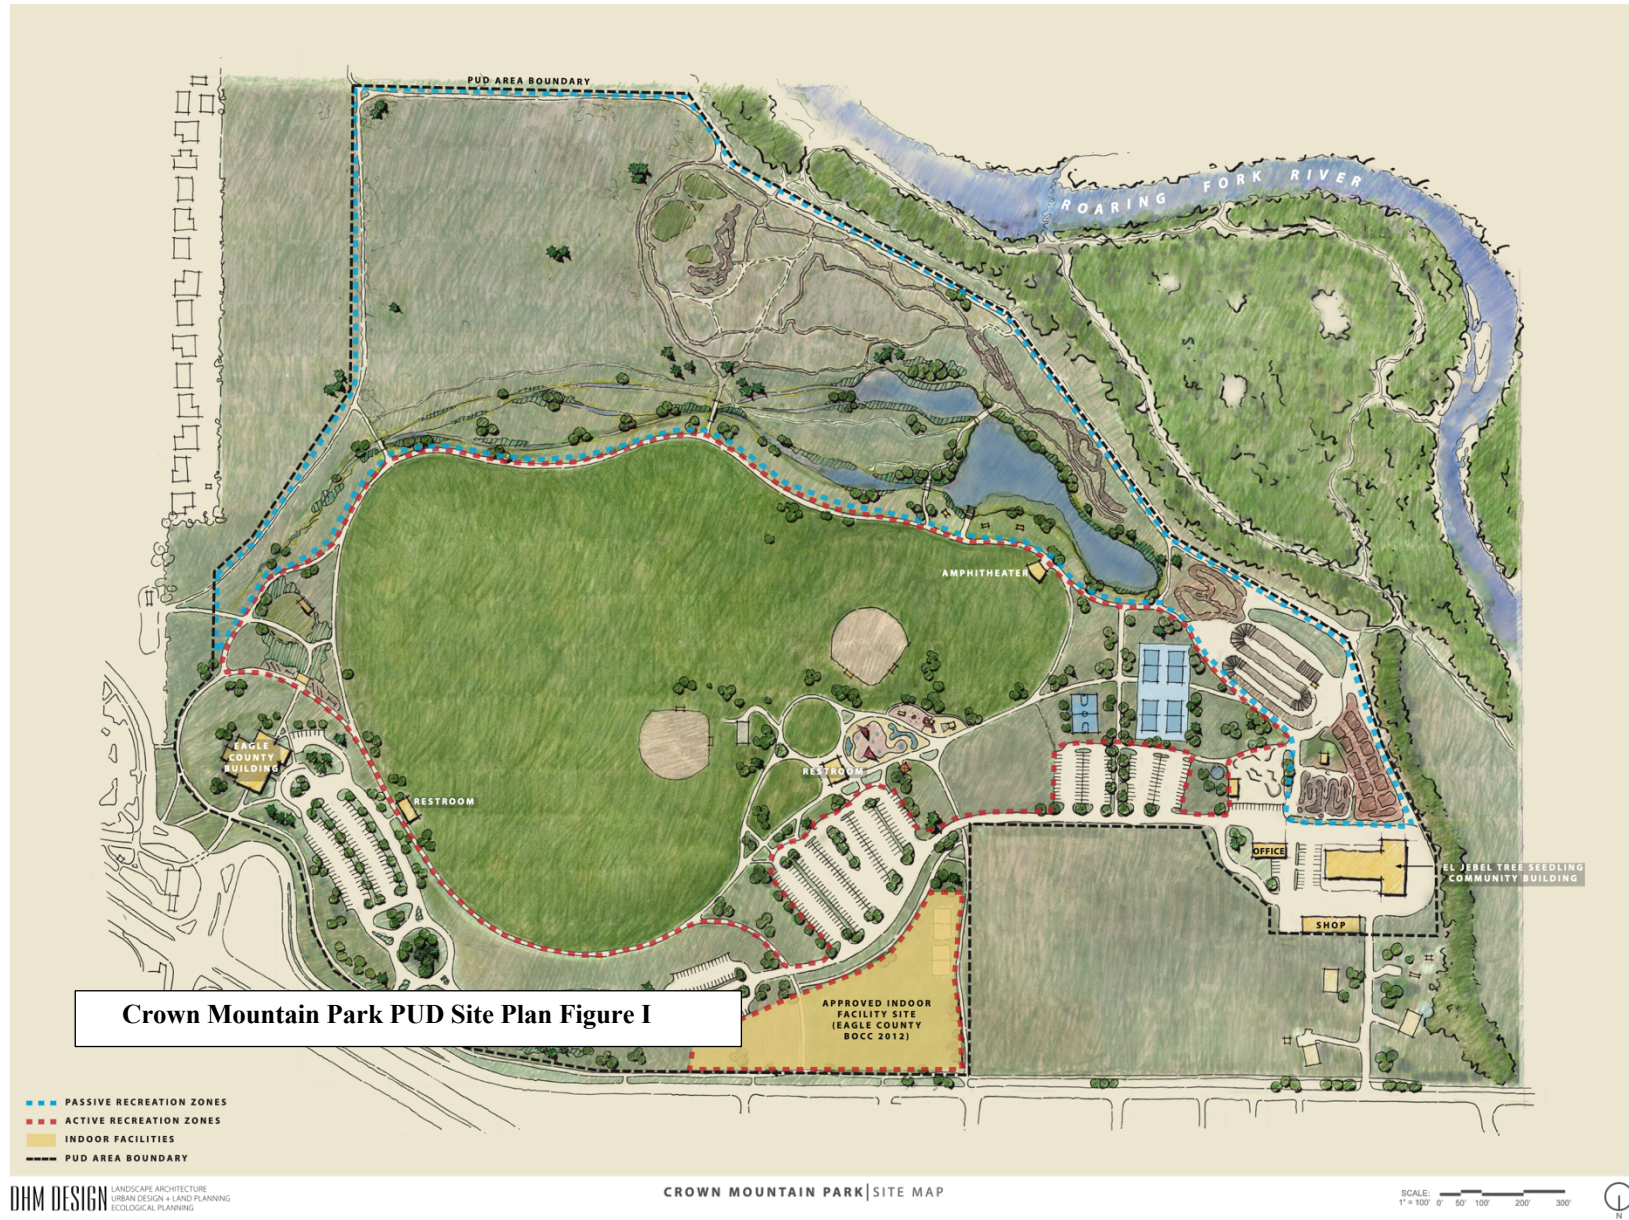 PUD AREA BOUNDARY
ROARING FORK RIVER
AMPHITHEATER
EAGLE
COUNTY
BUILDING
RESTROOM
RESTROOM
OFFICE
EL JEBEL TREE SEEDLING
COMMUNITY BUILDING
SHOP
APPROVED INDOOR
FACILITY SITE
(EAGLE COUNTY
BOCC 2012)
Crown Mountain Park PUD Site Plan Figure I
PASSIVE RECREATION ZONES
ACTIVE RECREATION ZONES
INDOOR FACILITIES
PUD AREA BOUNDARY
DHM DESIGN
LANDSCAPE ARCHITECTURE
URBAN DESIGN + LAND PLANNING
ECOLOGICAL PLANNING
CROWN MOUNTAIN PARK|SITE MAP
SCALE:
1" = 100' 0' 50' 100' 200' 300'
N